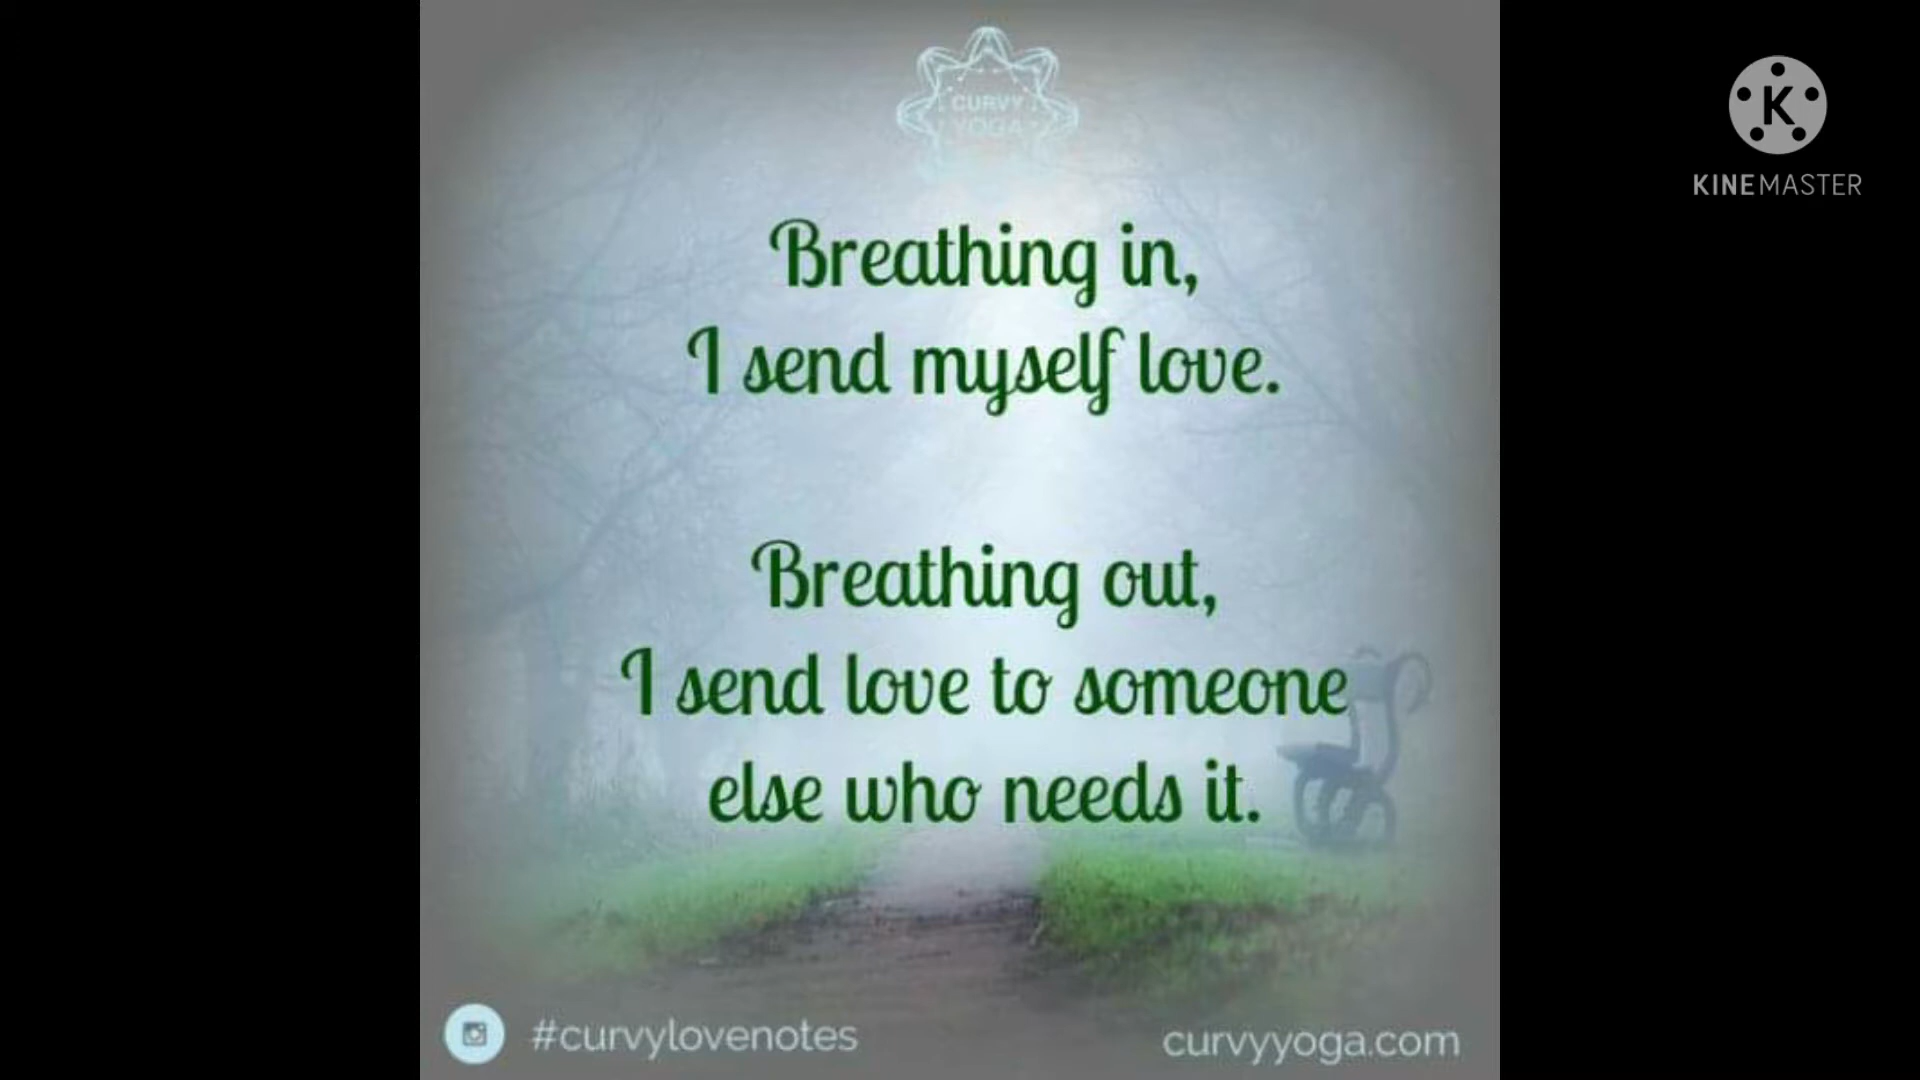 CURVY
YOGA
K
KINEMASTER
Breathing in,
I send myself love.
Breathing out,
I send love to someone
else who needs it.
#curvylovenotes
curvyyoga.com